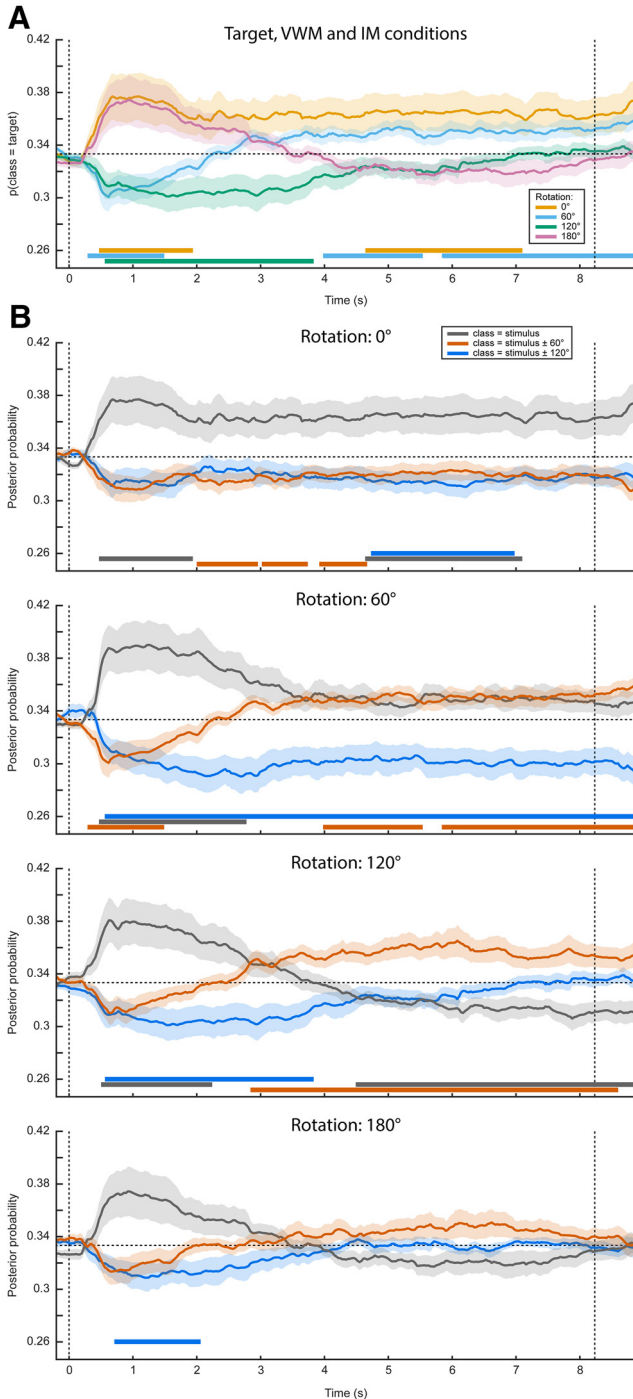 A
Target, VWM and IM conditions
0.42
0.38
0.34
0.3
0.26
p(class = target)
Rotation:
0°
60°
120°
180°
0 1 2 3 4 5 6 7 8
Time (s)
B
Rotation: 0°
class = stimulus
class = stimulus ± 60°
class = stimulus ± 120°
0.42
0.38
0.34
0.3
0.26
Posterior probability
Rotation: 60°
0.42
0.38
0.34
0.3
0.26
Posterior probability
Rotation: 120°
0.42
0.38
0.34
0.3
0.26
Posterior probability
Rotation: 180°
0.42
0.38
0.34
0.3
0.26
Posterior probability
0 1 2 3 4 5 6 7 8
Time (s)